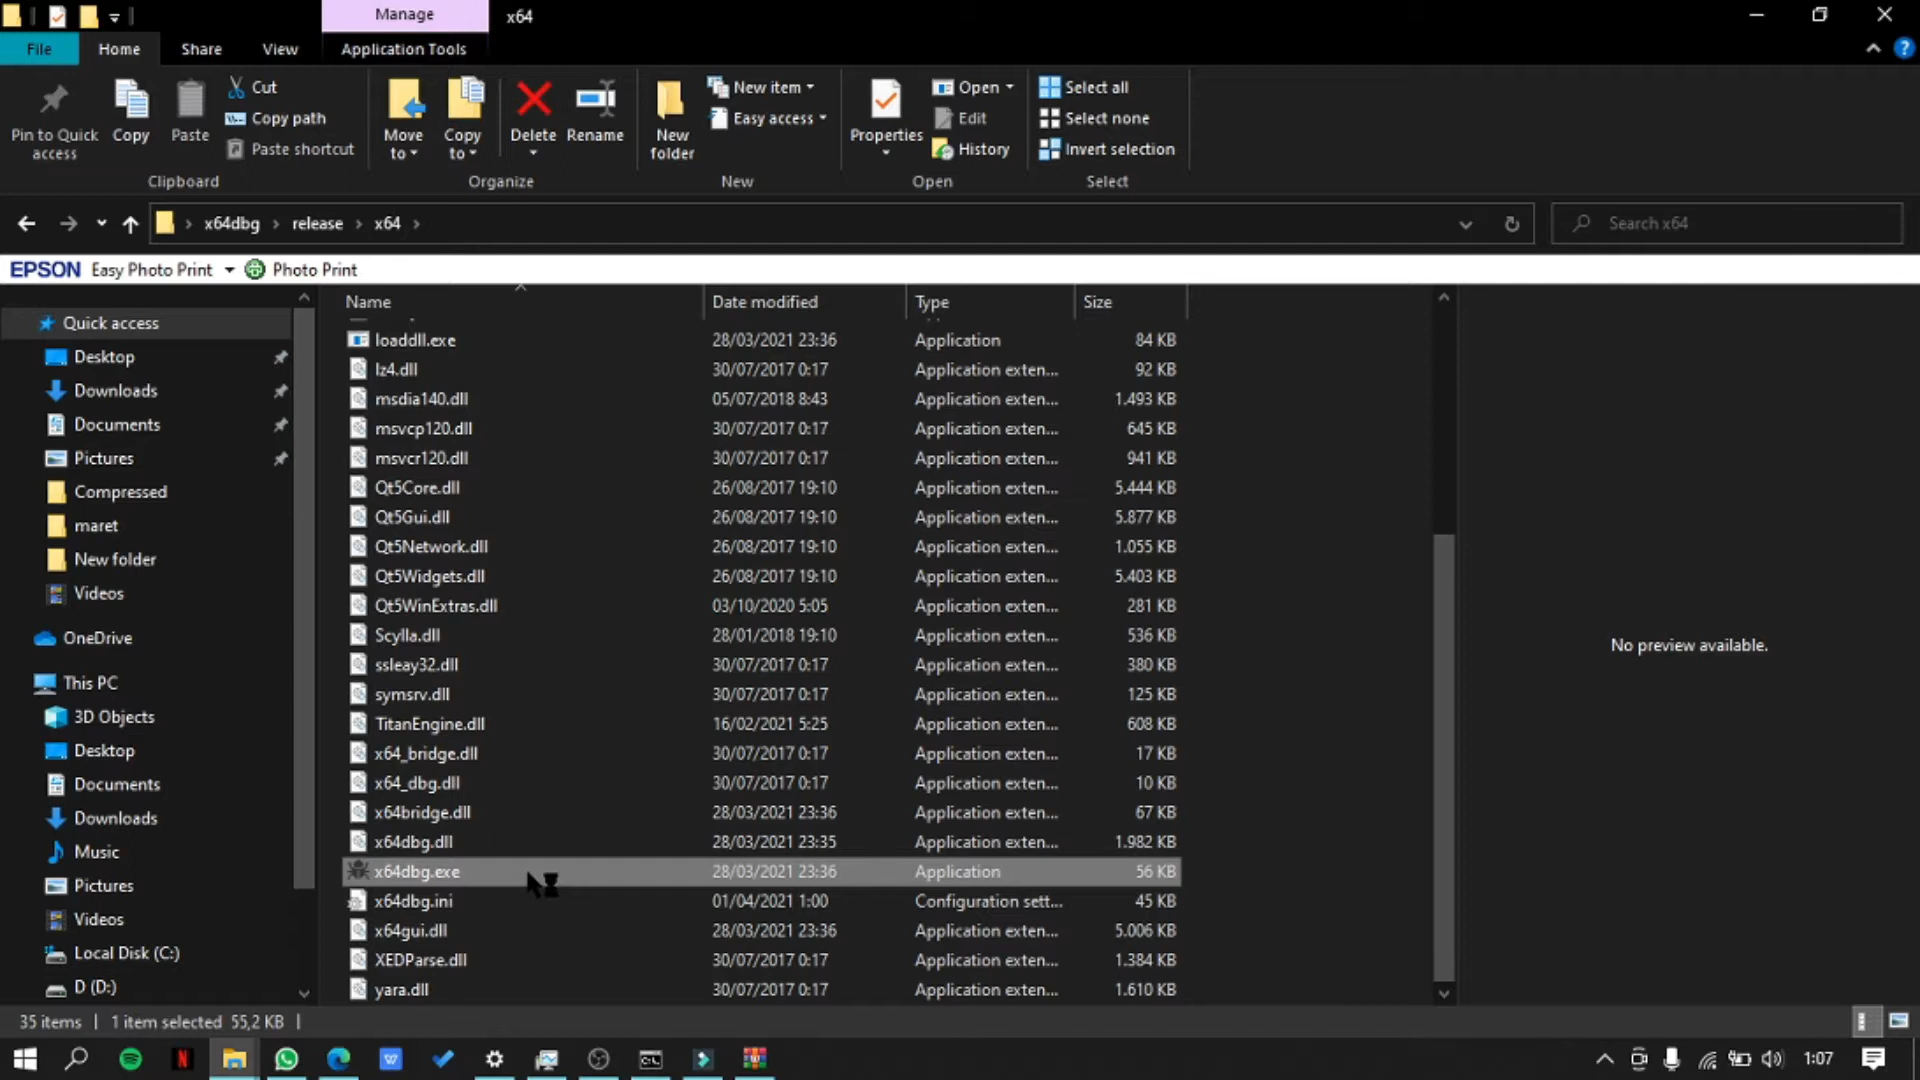 Manage
x64
File
Home
Share
View
Application Tools
Pin to Quick access
Copy
Paste
Cut
Copy path
Paste shortcut
Clipboard
Move to
Copy to
Delete
Rename
Organize
New folder
New item
Easy access
New
Properties
Open
Edit
History
Open
Select all
Select none
Invert selection
Select
x64dbg > release > x64 >
Search x64
EPSON Easy Photo Print Photo Print
Name Date modified Type Size
loaddll.exe 28/03/2021 23:36 Application 84 KB
lz4.dll 30/07/2017 0:17 Application exten... 92 KB
msdia140.dll 05/07/2018 8:43 Application exten... 1.493 KB
msvcp120.dll 30/07/2017 0:17 Application exten... 645 KB
msvcr120.dll 30/07/2017 0:17 Application exten... 941 KB
Qt5Core.dll 26/08/2017 19:10 Application exten... 5.444 KB
Qt5Gui.dll 26/08/2017 19:10 Application exten... 5.877 KB
Qt5Network.dll 26/08/2017 19:10 Application exten... 1.055 KB
Qt5Widgets.dll 26/08/2017 19:10 Application exten... 5.403 KB
Qt5WinExtras.dll 03/10/2020 5:05 Application exten... 281 KB
Scylla.dll 28/01/2018 19:10 Application exten... 536 KB
ssleay32.dll 30/07/2017 0:17 Application exten... 380 KB
symsrv.dll 30/07/2017 0:17 Application exten... 125 KB
TitanEngine.dll 16/02/2021 5:25 Application exten... 608 KB
x64_bridge.dll 30/07/2017 0:17 Application exten... 17 KB
x64_dbg.dll 30/07/2017 0:17 Application exten... 10 KB
x64bridge.dll 28/03/2021 23:36 Application exten... 67 KB
x64dbg.dll 28/03/2021 23:35 Application exten... 1.982 KB
x64dbg.exe 28/03/2021 23:36 Application 56 KB
x64dbg.ini 01/04/2021 1:00 Configuration sett... 45 KB
x64gui.dll 28/03/2021 23:36 Application exten... 5.006 KB
XEDParse.dll 30/07/2017 0:17 Application exten... 1.384 KB
yara.dll 30/07/2017 0:17 Application exten... 1.610 KB
Quick access
Desktop
Downloads
Documents
Pictures
Compressed
maret
New folder
Videos
OneDrive
This PC
3D Objects
Desktop
Documents
Downloads
Music
Pictures
Videos
Local Disk (C:)
D (D:)
No preview available.
35 items | 1 item selected 55,2 KB |
1:07